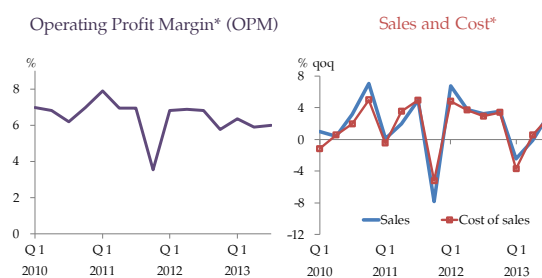 Operating Profit Margin* (OPM)
%
8
6
4
2
0
Q 1 Q 1 Q 1 Q 1
2010 2011 2012 2013
Sales and Cost*
% qoq
8
4
0
-4
-8
-12
Sales Cost of sales
Q 1 Q 1 Q 1 Q 1
2010 2011 2012 2013